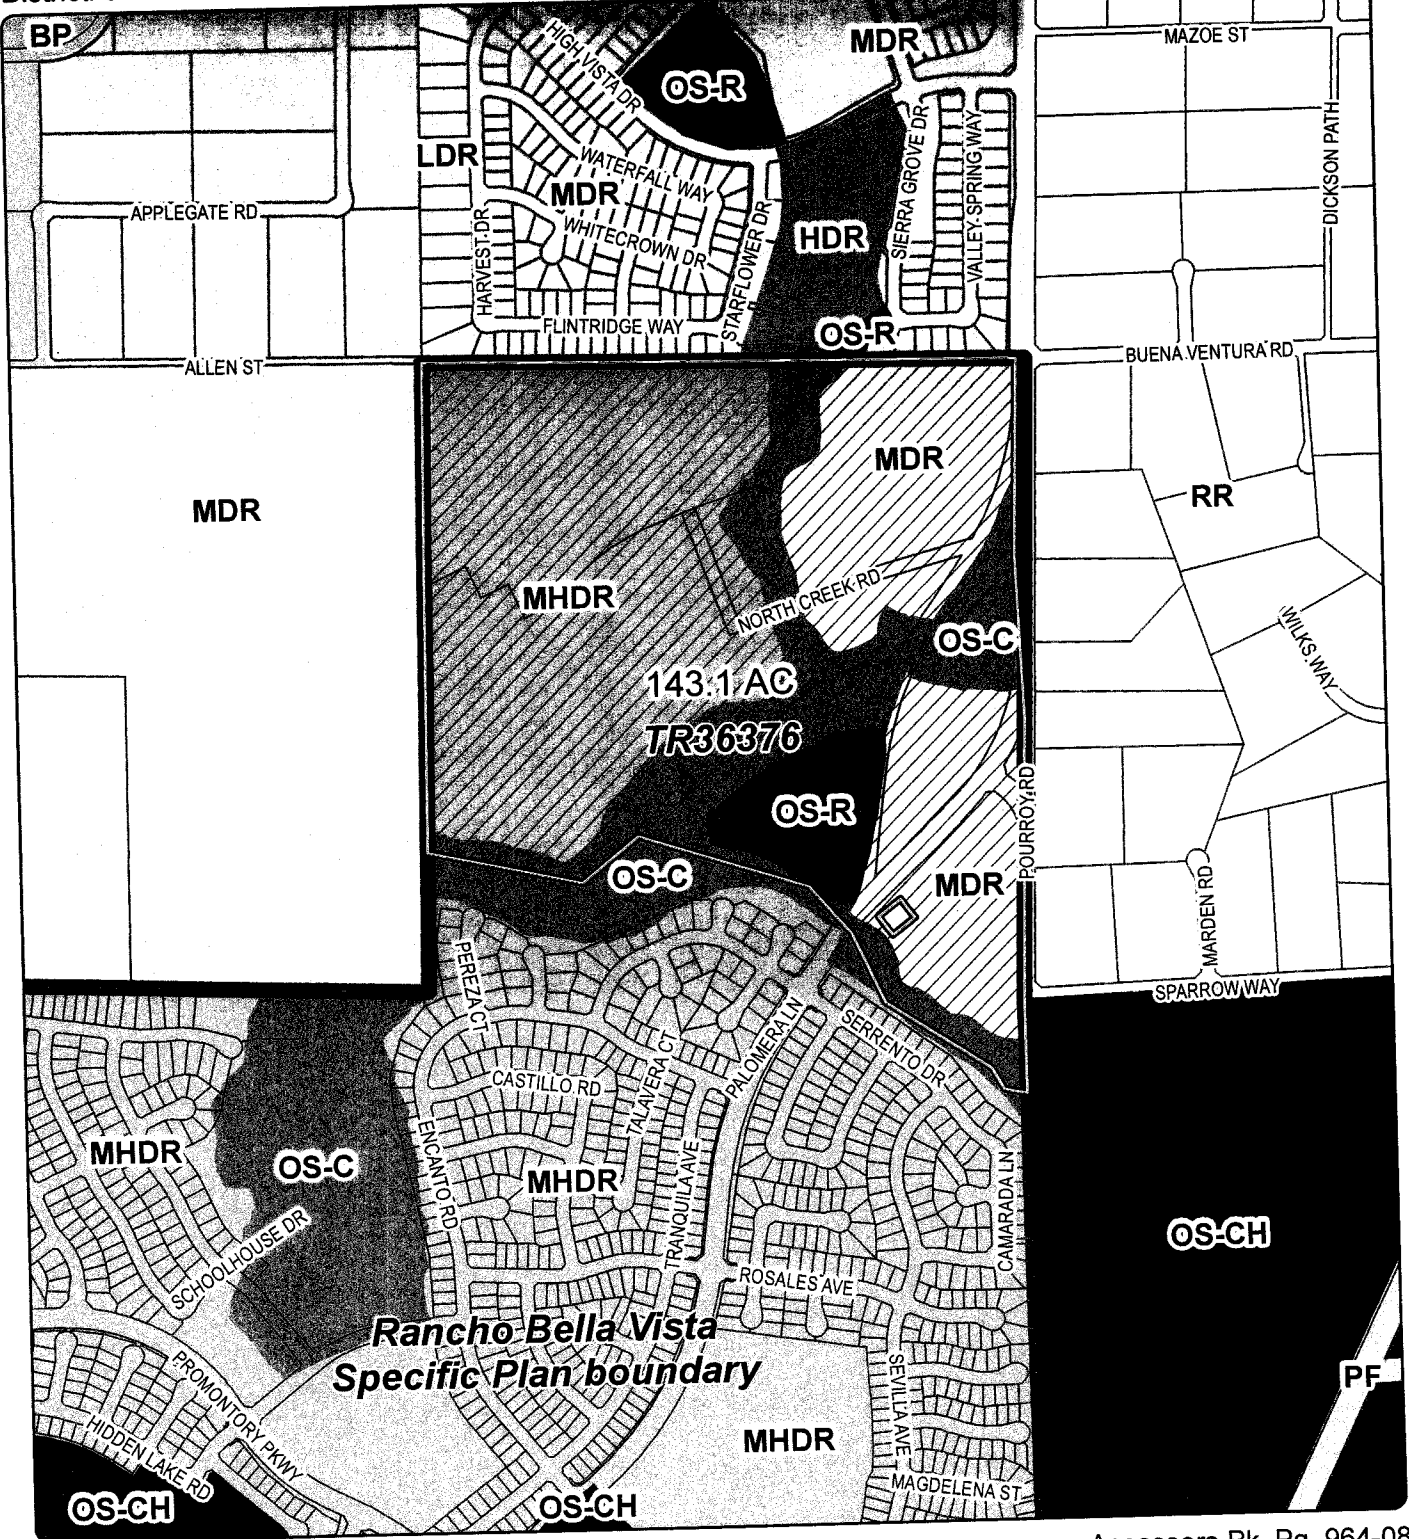 BP
MDR
MAZOE ST
HIGH VISTA DR
OS-R
LDR
WATERFALL WAY
MDR
SIERRA GROVE DR
VALLEY SPRING WAY
DICKSON PATH
APPLEGATE RD
HARVEST DR
WHITECROWN DR
STARFLOWER DR
HDR
FLINTRIDGE WAY
OS-R
ALLEN ST
BUENA VENTURA RD
MDR
MDR
RR
MHDR
NORTH CREEK RD
OS-C
WILKS WAY
143.1 AC
TR36376
OS-R
POURROY RD
OS-C
MDR
MARDEN RD
PEREZA CT
SPARROW WAY
PALOMERA LN
SERRENTO DR
CASTILLO RD
TALAVERA CT
MHDR
OS-C
ENCANTO RD
MHDR
TRANQUILA AVE
CAMARADA LN
OS-CH
SCHOOLHOUSE DR
ROSALES AVE
Rancho Bella Vista
Specific Plan boundary
PROMONTORY PKWY
SEVILLA AVE
PF
HIDDEN LAKE RD
MHDR
MAGDELENA ST
OS-CH
OS-CH